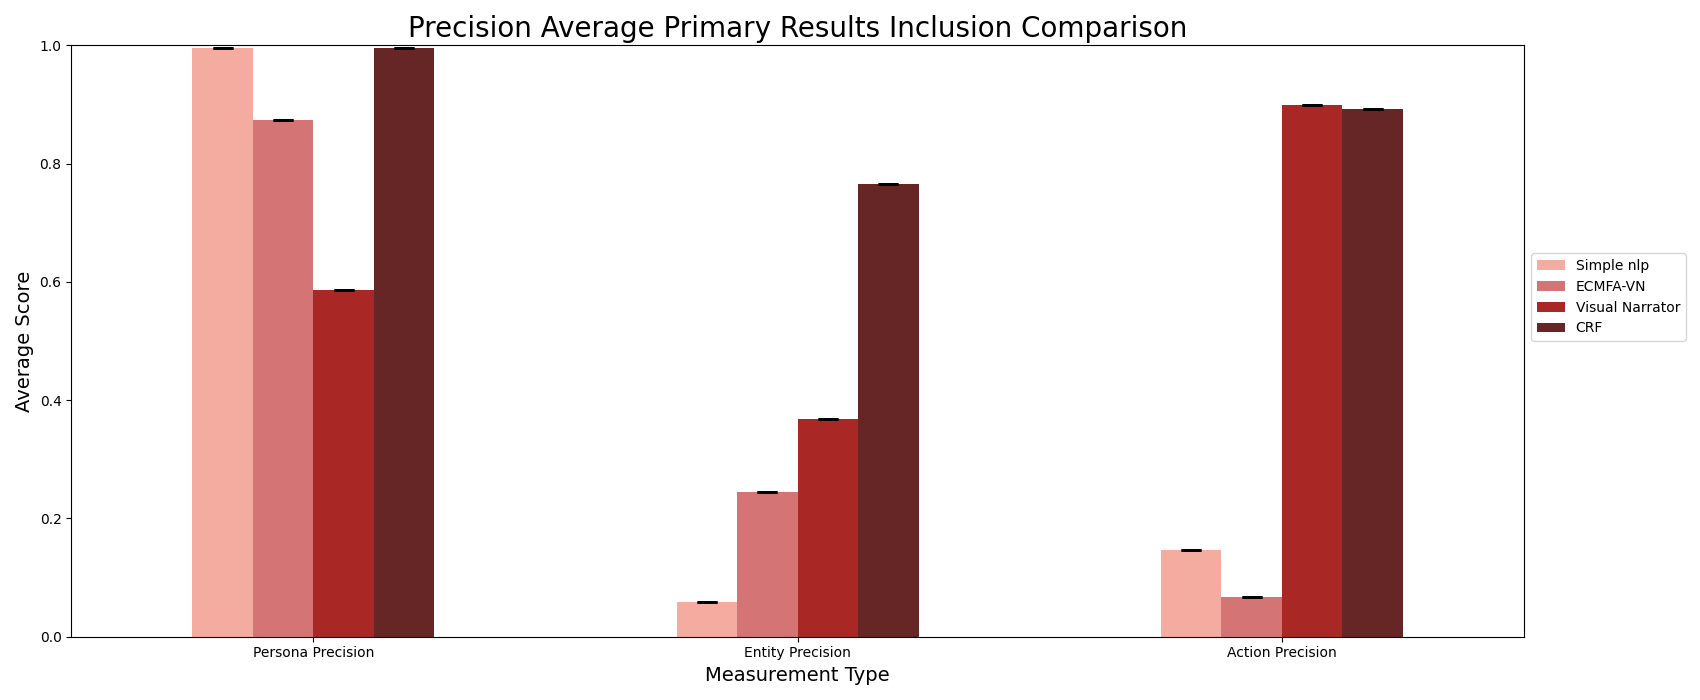 Precision Average Primary Results Inclusion Comparison
Average Score
1.0
0.8
0.6
0.4
0.2
0.0
Persona Precision
Entity Precision
Action Precision
Measurement Type
Simple nlp
ECMFA-VN
Visual Narrator
CRF